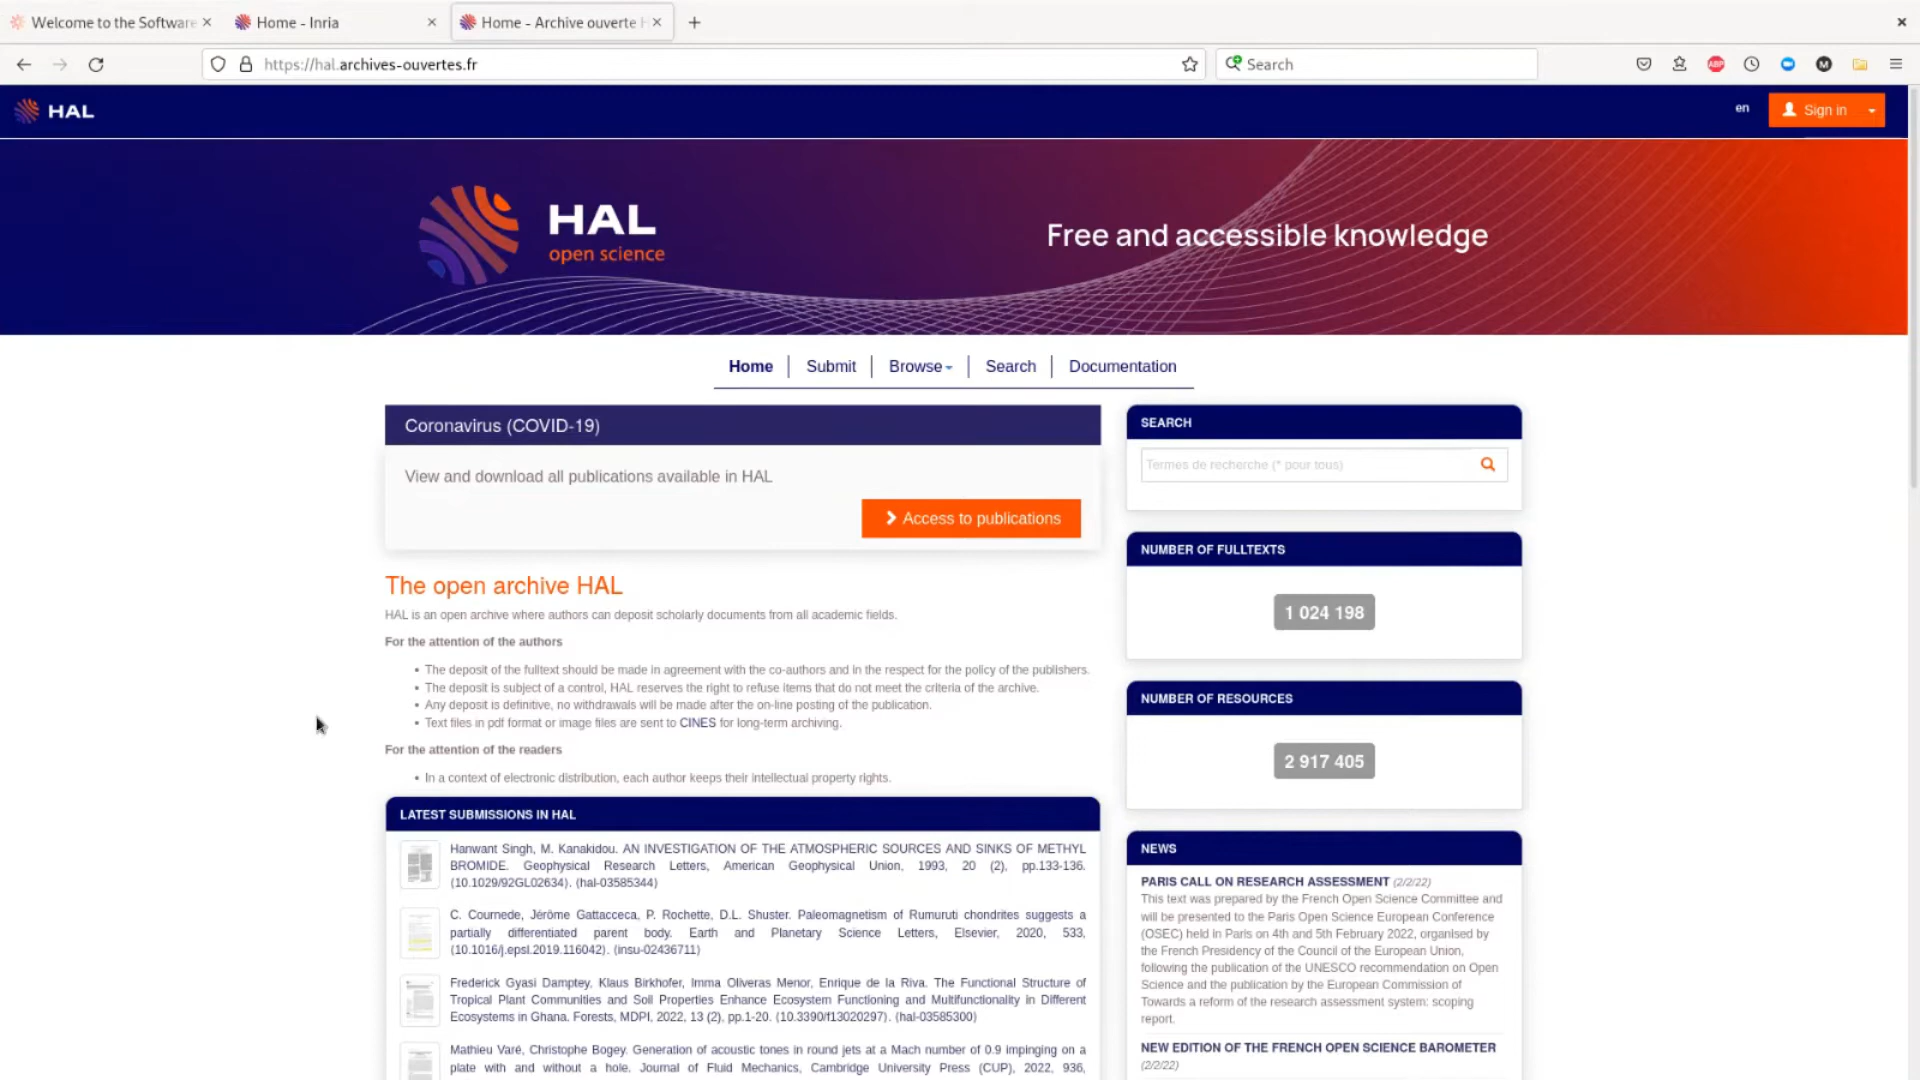 Welcome to the Software
Home - Inria
Home - Archive ouverte H
https://hal.archives-ouvertes.fr
Search
HAL
en
Sign in
HAL
open science
Free and accessible knowledge
Home
Submit
Browse
Search
Documentation
Coronavirus (COVID-19)
View and download all publications available in HAL
Access to publications
The open archive HAL
HAL is an open archive where authors can deposit scholarly documents from all academic fields.
For the attention of the authors
• The deposit of the fulltext should be made in agreement with the co-authors and in the respect for the policy of the publishers.
• The deposit is subject of a control, HAL reserves the right to refuse items that do not meet the criteria of the archive.
• Any deposit is definitive, no withdrawals will be made after the on-line posting of the publication.
• Text files in pdf format or image files are sent to CINES for long-term archiving.
For the attention of the readers
• In a context of electronic distribution, each author keeps their intellectual property rights.
LATEST SUBMISSIONS IN HAL
Hanwant Singh, M. Kanakidou. AN INVESTIGATION OF THE ATMOSPHERIC SOURCES AND SINKS OF METHYL
BROMIDE. Geophysical Research Letters, American Geophysical Union, 1993, 20 (2), pp.133-136.
⟨10.1029/92GL02634⟩. ⟨hal-03585344⟩
C. Cournede, Jérôme Gattacceca, P. Rochette, D.L. Shuster. Paleomagnetism of Rumuruti chondrites suggests a
partially differentiated parent body. Earth and Planetary Science Letters, Elsevier, 2020, 533,
⟨10.1016/j.epsl.2019.116042⟩. ⟨insu-02436711⟩
Frederick Gyasi Damptey, Klaus Birkhofer, Imma Oliveras Menor, Enrique de la Riva. The Functional Structure of
Tropical Plant Communities and Soil Properties Enhance Ecosystem Functioning and Multifunctionality in Different
Ecosystems in Ghana. Forests, MDPI, 2022, 13 (2), pp.1-20. ⟨10.3390/f13020297⟩. ⟨hal-03585300⟩
Mathieu Varé, Christophe Bogey. Generation of acoustic tones in round jets at a Mach number of 0.9 impinging on a
plate with and without a hole. Journal of Fluid Mechanics, Cambridge University Press (CUP), 2022, 936,
SEARCH
Termes de recherche (* pour tous)
NUMBER OF FULLTEXTS
1 024 198
NUMBER OF RESOURCES
2 917 405
NEWS
PARIS CALL ON RESEARCH ASSESSMENT (2/2/22)
This text was prepared by the French Open Science Committee and
will be presented to the Paris Open Science European Conference
(OSEC) held in Paris on 4th and 5th February 2022, organised by
the French Presidency of the Council of the European Union,
following the publication of the UNESCO recommendation on Open
Science and the publication by the European Commission of
Towards a reform of the research assessment system: scoping
report.
NEW EDITION OF THE FRENCH OPEN SCIENCE BAROMETER
(2/2/22)